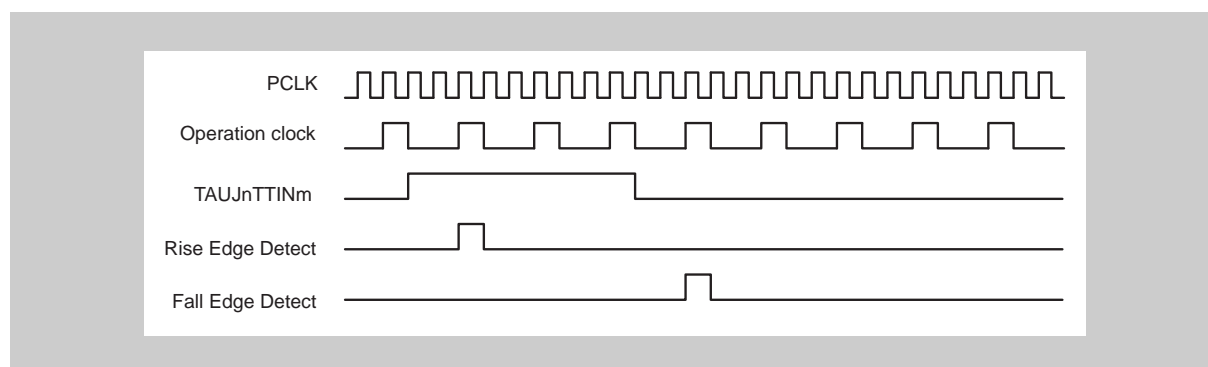 PCLK
Operation clock
TAUJnTTINm
Rise Edge Detect
Fall Edge Detect